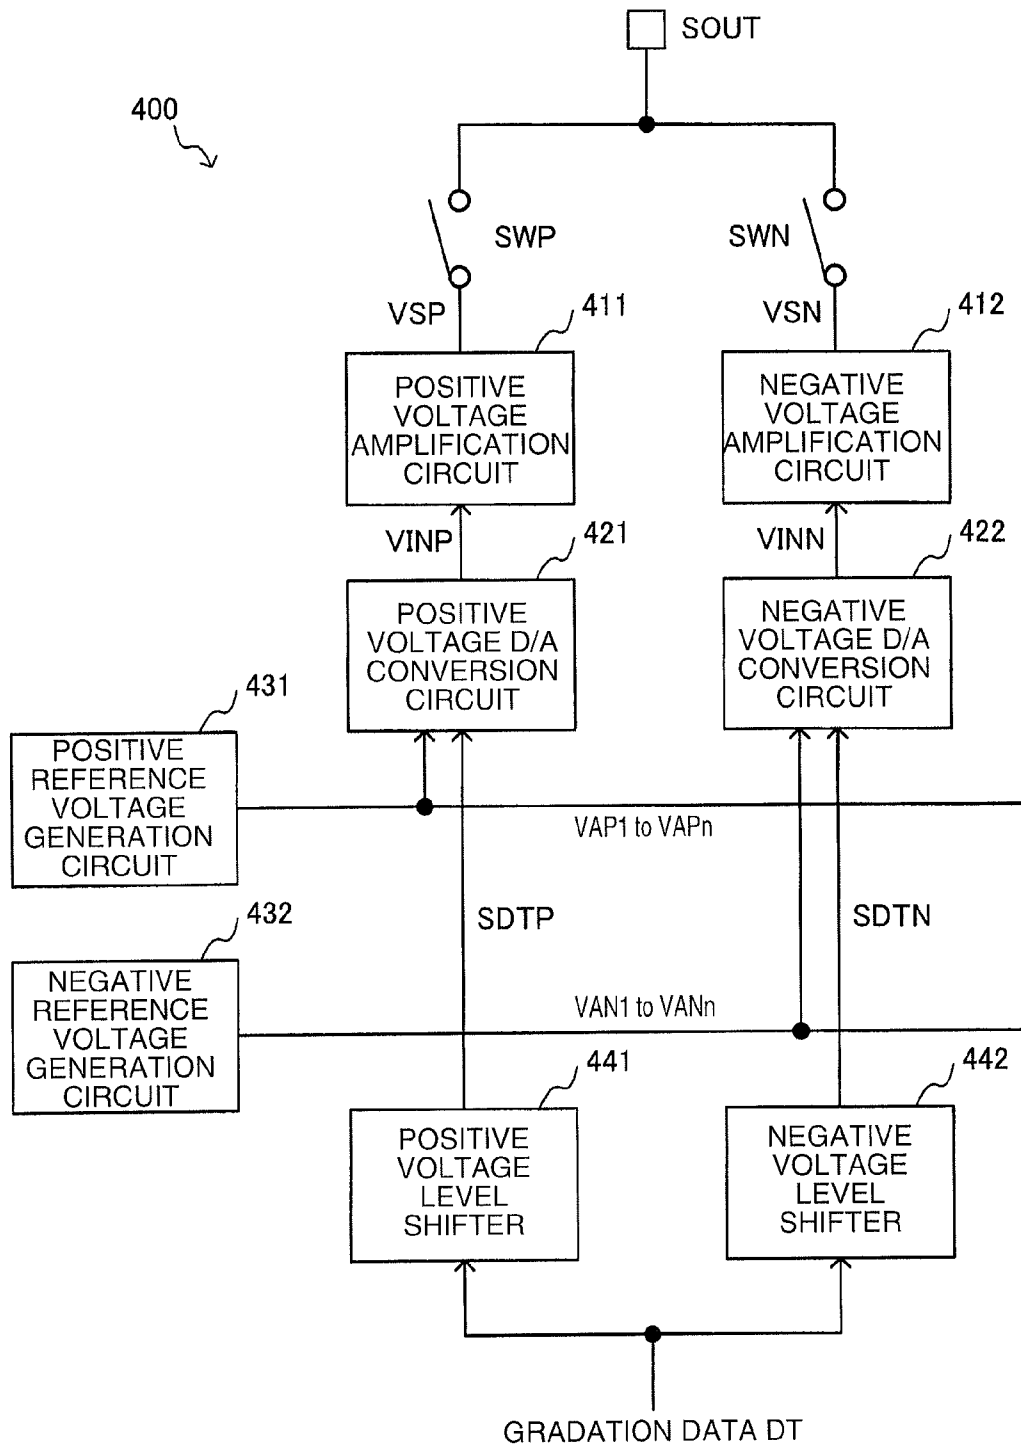 SOUT
400
SWP
SWN
VSP
411
VSN
412
POSITIVE
VOLTAGE
AMPLIFICATION
CIRCUIT
NEGATIVE
VOLTAGE
AMPLIFICATION
CIRCUIT
VINP
421
VINN
422
POSITIVE
VOLTAGE D/A
CONVERSION
CIRCUIT
NEGATIVE
VOLTAGE D/A
CONVERSION
CIRCUIT
431
POSITIVE
REFERENCE
VOLTAGE
GENERATION
CIRCUIT
VAP1 to VAPn
432
SDTP
SDTN
NEGATIVE
REFERENCE
VOLTAGE
GENERATION
CIRCUIT
VAN1 to VANn
441
442
POSITIVE
VOLTAGE
LEVEL
SHIFTER
NEGATIVE
VOLTAGE
LEVEL
SHIFTER
GRADATION DATA DT